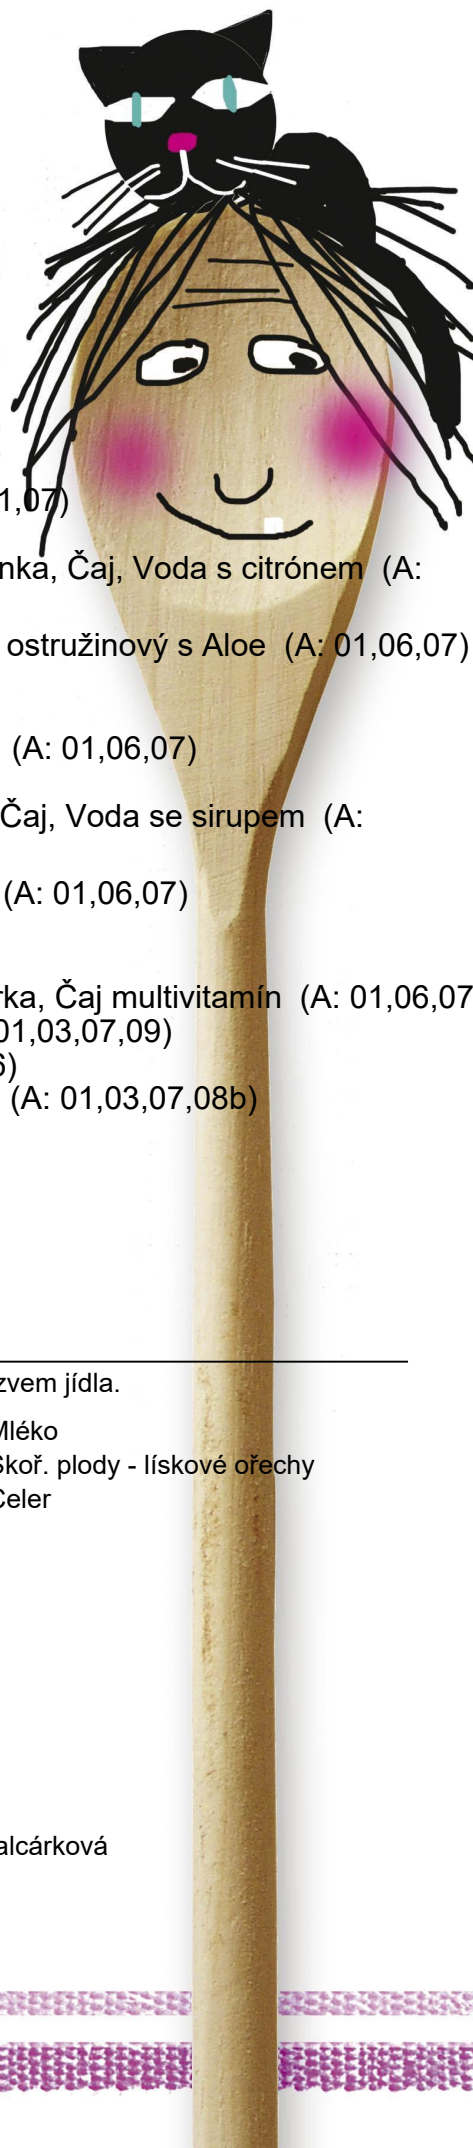 1,07)
nka, Čaj, Voda s citrónem (A:
ostružinový s Aloe (A: 01,06,07)
(A: 01,06,07)
Čaj, Voda se sirupem (A:
(A: 01,06,07)
rka, Čaj multivitamín (A: 01,06,07
01,03,07,09)
6)
(A: 01,03,07,08b)
zvem jídla.
Mléko
Skoř. plody - lískové ořechy
Celer
alcárková